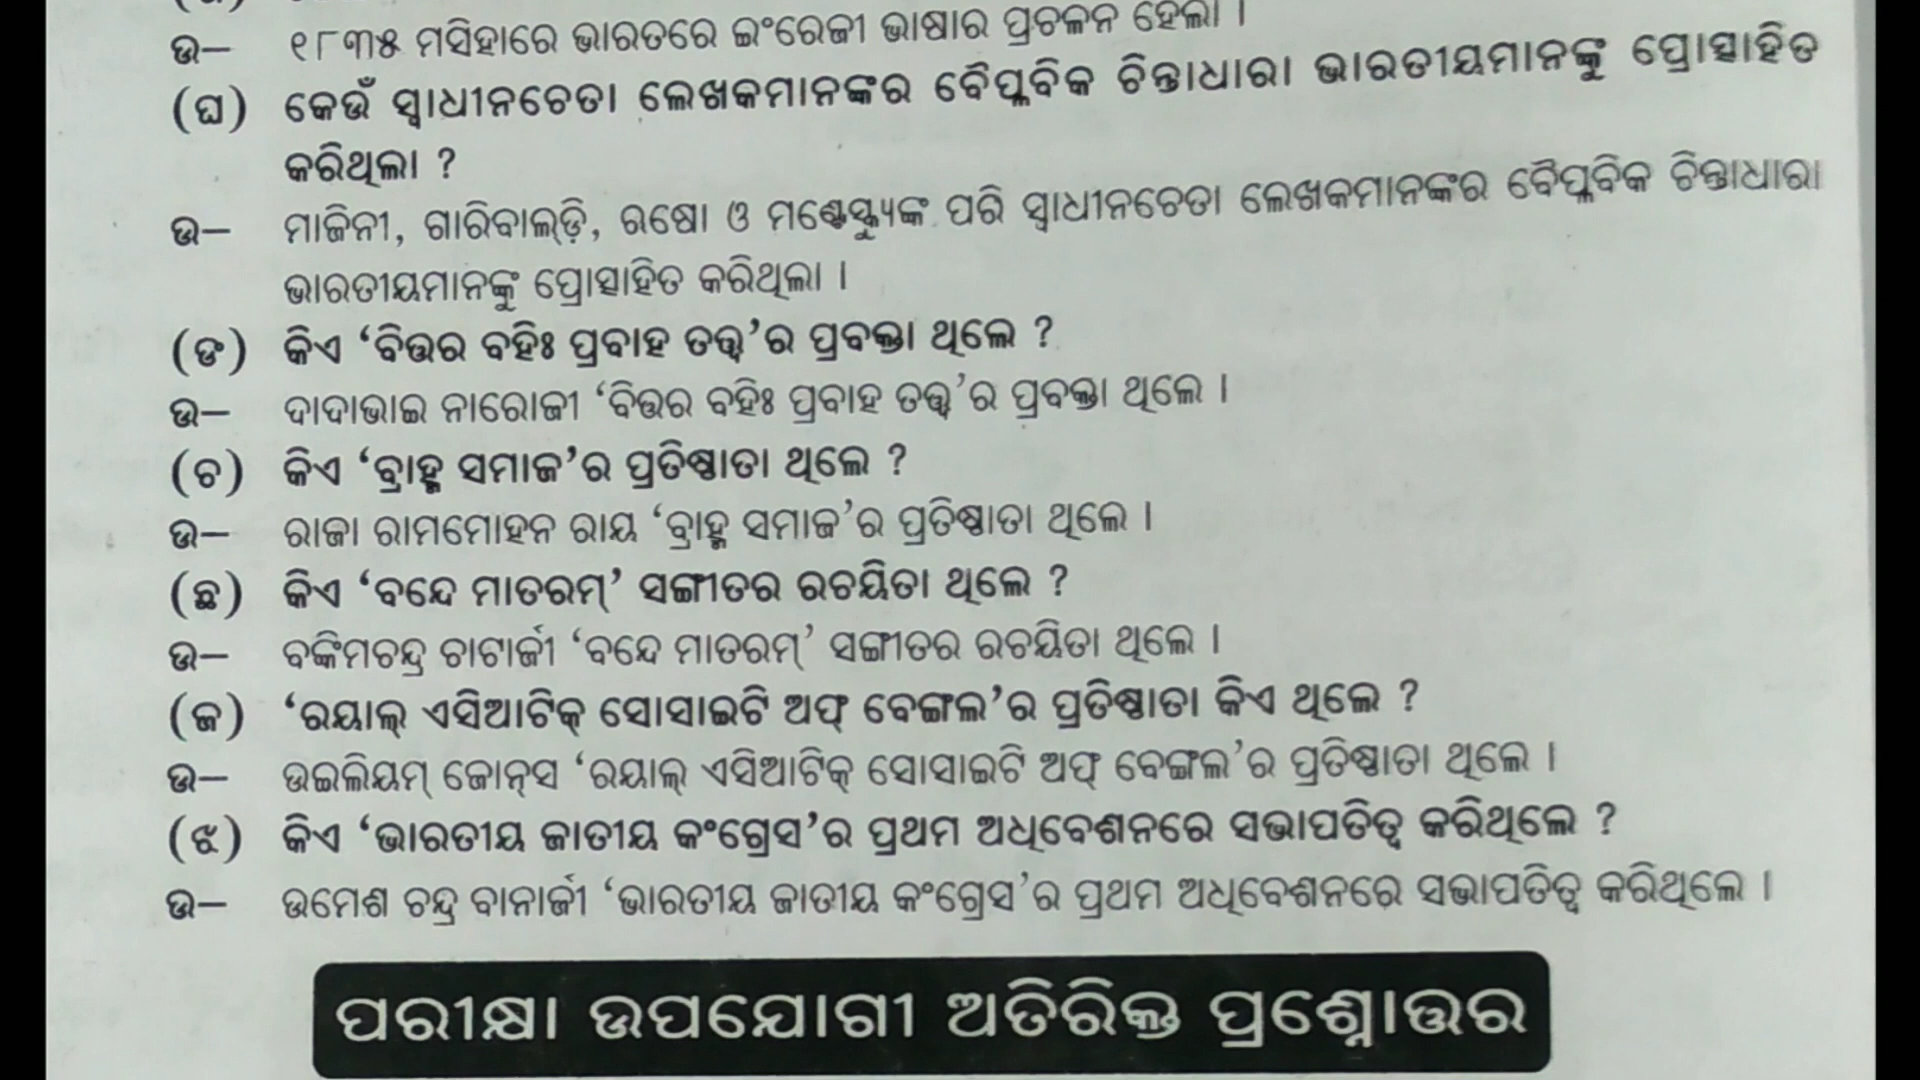 ଉ– ୧୮୩୫ ମସିହାରେ ଭାରତରେ ଇଂରେଜୀ ଭାଷାର ପ୍ରଚଳନ ହେଲା ।
(ଘ) କେଉଁ ସ୍ୱାଧୀନଚେତା ଲେଖକମାନଙ୍କର ବୈପ୍ଳବିକ ଚିନ୍ତାଧାରା ଭାରତୀୟମାନଙ୍କୁ ପ୍ରୋତ୍ସାହିତ
କରିଥିଲା ?
ଉ– ମାଜିନୀ, ଗାରିବାଲ୍‌ଡ଼ି, ଋଷୋ ଓ ମଣ୍ଟେସ୍କ୍ୟୁଙ୍କ ପରି ସ୍ୱାଧୀନଚେତା ଲେଖକମାନଙ୍କର ବୈପ୍ଳବିକ ଚିନ୍ତାଧାରା
ଭାରତୀୟମାନଙ୍କୁ ପ୍ରୋତ୍ସାହିତ କରିଥିଲା ।
(ଙ) କିଏ ‘ବିତ୍ତର ବହିଃ ପ୍ରବାହ ତତ୍ତ୍ୱ’ର ପ୍ରବକ୍ତା ଥିଲେ ?
ଉ– ଦାଦାଭାଇ ନାରୋଜୀ ‘ବିତ୍ତର ବହିଃ ପ୍ରବାହ ତତ୍ତ୍ୱ’ର ପ୍ରବକ୍ତା ଥିଲେ ।
(ଚ) କିଏ ‘ବ୍ରାହ୍ମ ସମାଜ’ର ପ୍ରତିଷ୍ଠାତା ଥିଲେ ?
ଉ– ରାଜା ରାମମୋହନ ରାୟ ‘ବ୍ରାହ୍ମ ସମାଜ’ର ପ୍ରତିଷ୍ଠାତା ଥିଲେ ।
(ଛ) କିଏ ‘ବନ୍ଦେ ମାତରମ୍’ ସଙ୍ଗୀତର ରଚୟିତା ଥିଲେ ?
ଉ– ବଙ୍କିମଚନ୍ଦ୍ର ଚାଟାର୍ଜୀ ‘ବନ୍ଦେ ମାତରମ୍’ ସଙ୍ଗୀତର ରଚୟିତା ଥିଲେ ।
(ଜ) ‘ରୟାଲ୍ ଏସିଆଟିକ୍ ସୋସାଇଟି ଅଫ୍ ବେଙ୍ଗଲ’ର ପ୍ରତିଷ୍ଠାତା କିଏ ଥିଲେ ?
ଉ– ଉଇଲିୟମ୍ ଜୋନ୍‌ସ ‘ରୟାଲ୍ ଏସିଆଟିକ୍ ସୋସାଇଟି ଅଫ୍ ବେଙ୍ଗଲ’ର ପ୍ରତିଷ୍ଠାତା ଥିଲେ ।
(ଝ) କିଏ ‘ଭାରତୀୟ ଜାତୀୟ କଂଗ୍ରେସ’ର ପ୍ରଥମ ଅଧିବେଶନରେ ସଭାପତିତ୍ୱ କରିଥିଲେ ?
ଉ– ଉମେଶ ଚନ୍ଦ୍ର ବାନାର୍ଜୀ ‘ଭାରତୀୟ ଜାତୀୟ କଂଗ୍ରେସ’ର ପ୍ରଥମ ଅଧିବେଶନରେ ସଭାପତିତ୍ୱ କରିଥିଲେ ।
ପରୀକ୍ଷା ଉପଯୋଗୀ ଅତିରିକ୍ତ ପ୍ରଶ୍ନୋତ୍ତର